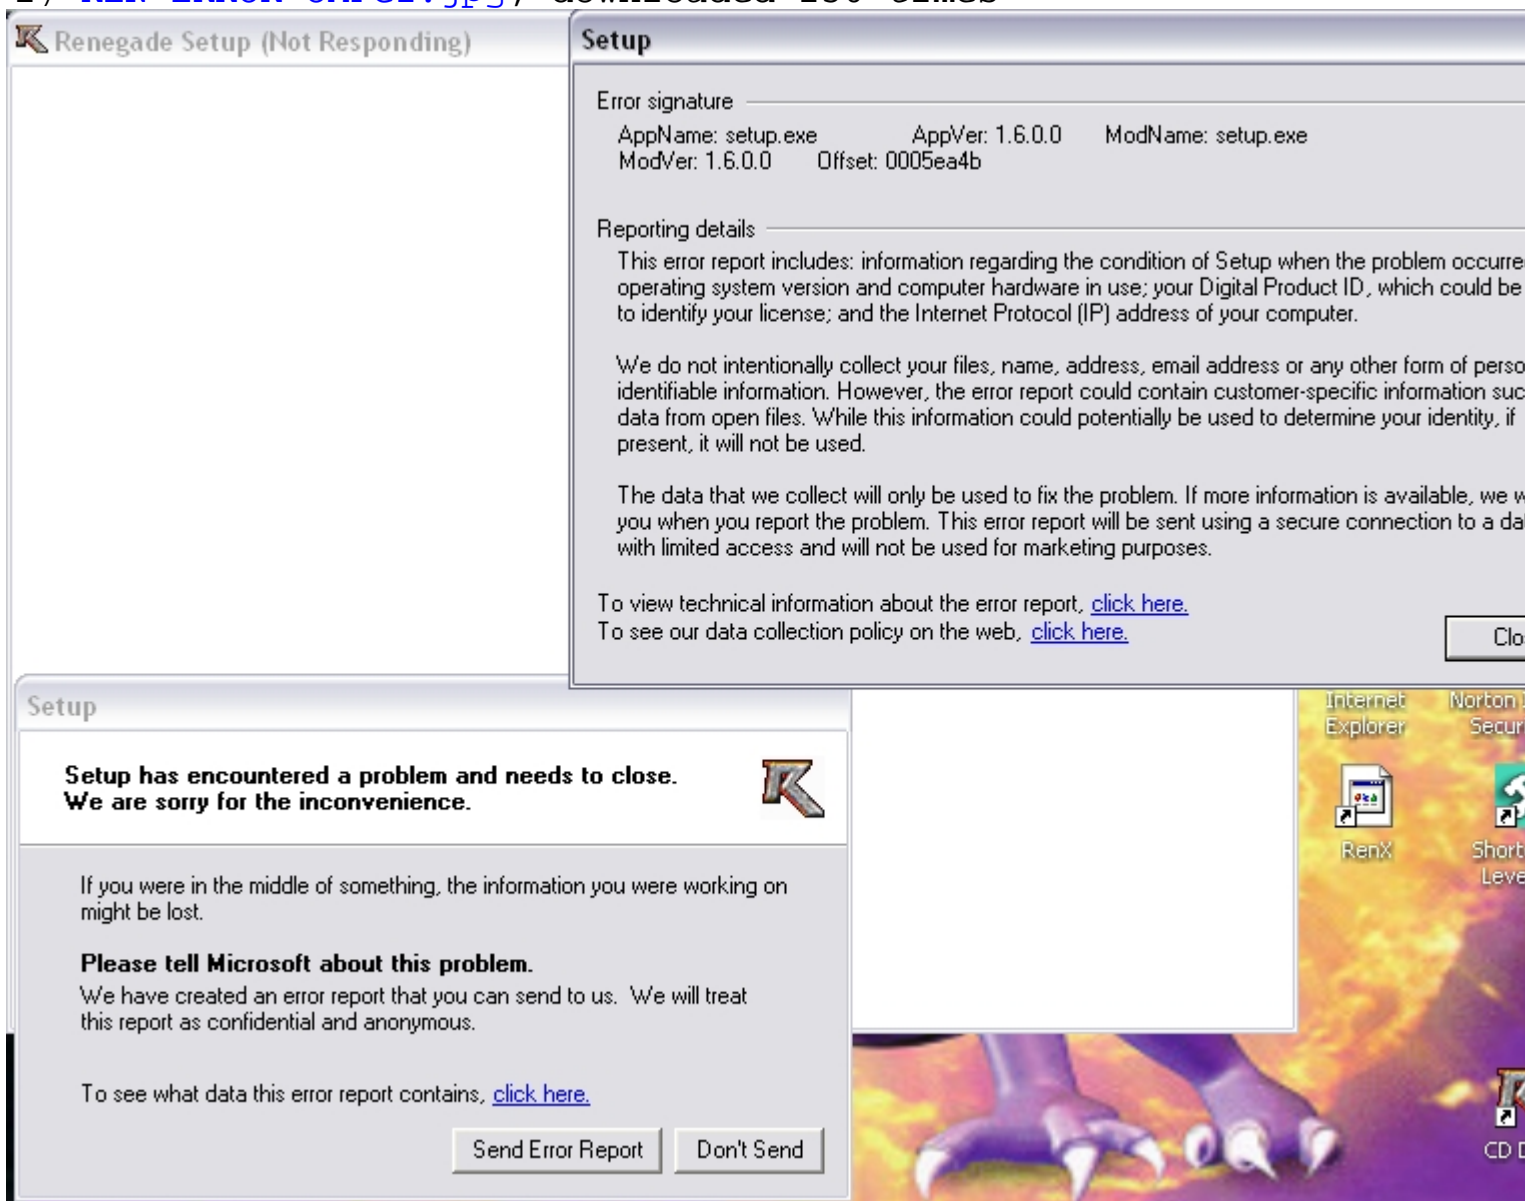 Renegade Setup (Not Responding)
Setup
Error signature
AppName: setup.exe AppVer: 1.6.0.0 ModName: setup.exe
ModVer: 1.6.0.0 Offset: 0005ea4b
Reporting details
This error report includes: information regarding the condition of Setup when the problem
operating system version and computer hardware in use; your Digital Product ID, which could be
to identify your license; and the Internet Protocol (IP) address of your computer.
We do not intentionally collect your files, name, address, email address or any other form of
identifiable information. However, the error report could contain customer-specific information
data from open files. While this information could potentially be used to determine your identity, if
present, it will not be used.
The data that we collect will only be used to fix the problem. If more information is available, we
you when you report the problem. This error report will be sent using a secure connection to a
with limited access and will not be used for marketing purposes.
To view technical information about the error report, click here.
To see our data collection policy on the web, click here.
Setup
Setup has encountered a problem and needs to close.
We are sorry for the inconvenience.
If you were in the middle of something, the information you were working on
might be lost.
Please tell Microsoft about this problem.
We have created an error report that you can send to us. We will treat
this report as confidential and anonymous.
To see what data this error report contains, click here.
Send Error Report Don't Send
Internet
Explorer
Norton
RenX
CD